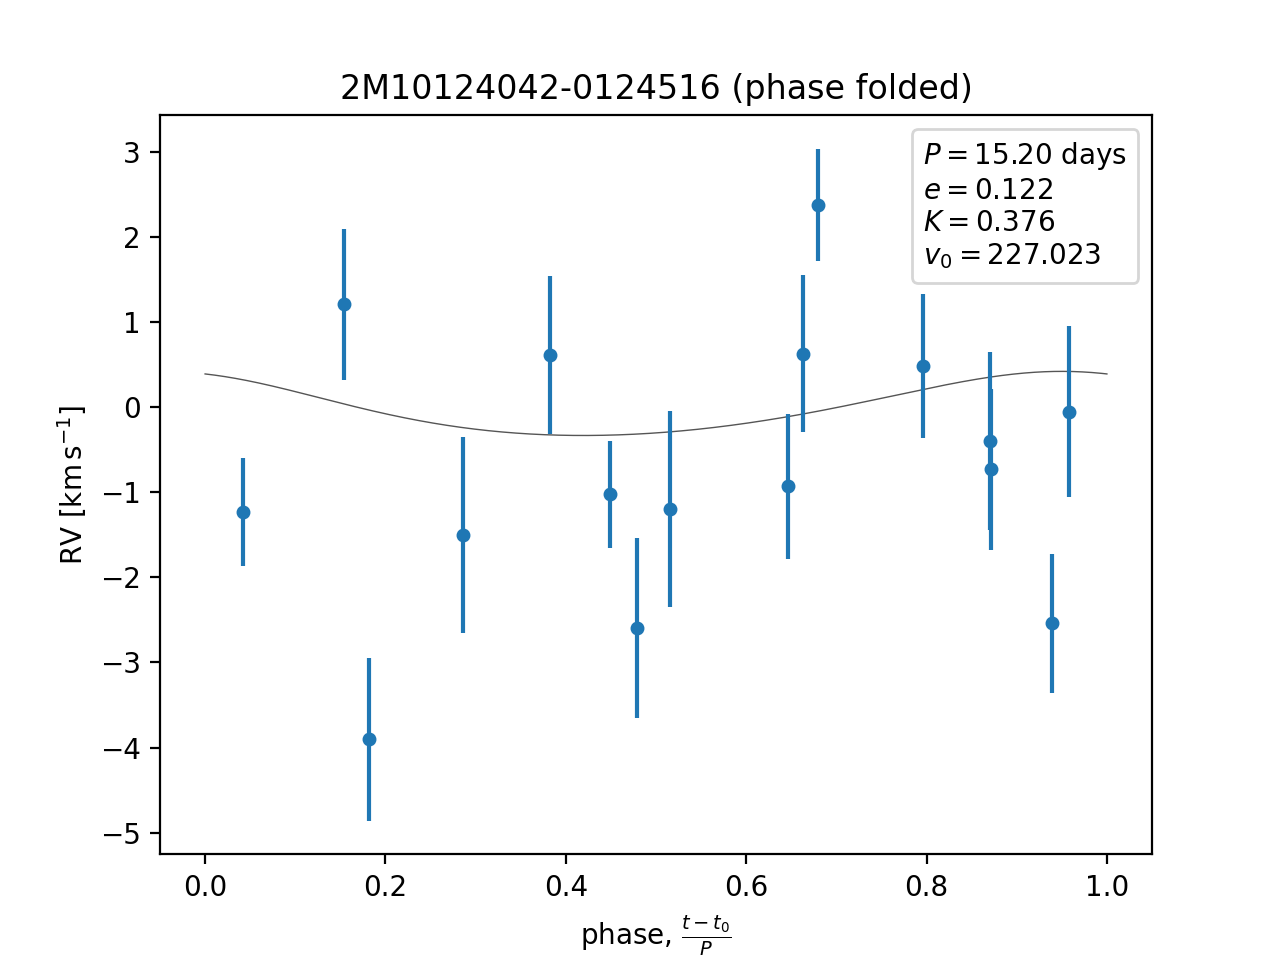 2M10124042-0124516 (phase folded)
P = 15.20 days
e = 0.122
K = 0.376
v₀ = 227.023
3
2
1
0
−1
−2
−3
−4
−5
RV [km s⁻¹]
0.0 0.2 0.4 0.6 0.8 1.0
phase, (t − t₀)/P